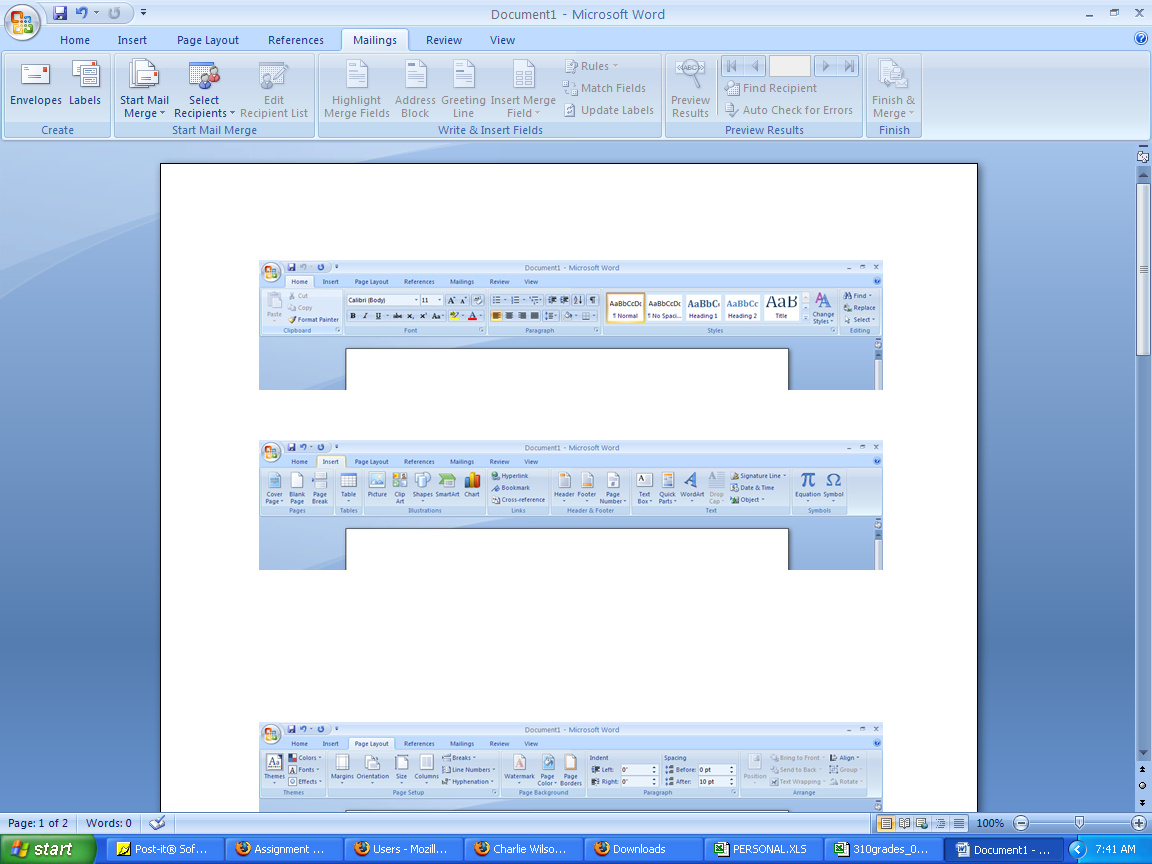 Document1 - Microsoft Word
Home Insert Page Layout References Mailings Review View
Envelopes Labels Start Mail Merge Select Recipients Edit Recipient List Highlight Merge Fields Address Block Greeting Line Insert Merge Field Rules Match Fields Update Labels Preview Results Find Recipient Auto Check for Errors Finish & Merge
Create Start Mail Merge Write & Insert Fields Preview Results Finish
Document1 - Microsoft Word
Home Insert Page Layout References Mailings Review View
Paste Cut Copy Format Painter Calibri (Body) 11 AaBbCcDc AaBbCcDc AaBbC AaBbCc AaB Change Styles Find Replace Select
¶ Normal ¶ No Spaci... Heading 1 Heading 2 Title
Clipboard Font Paragraph Styles Editing
Document1 - Microsoft Word
Home Insert Page Layout References Mailings Review View
Cover Page Blank Page Page Break Table Picture Clip Art Shapes SmartArt Chart Hyperlink Bookmark Cross-reference Header Footer Page Number Text Box Quick Parts WordArt Drop Cap Signature Line Date & Time Object Equation Symbol
Pages Tables Illustrations Links Header & Footer Text Symbols
Document1 - Microsoft Word
Home Insert Page Layout References Mailings Review View
Themes Colors Fonts Effects Margins Orientation Size Columns Breaks Line Numbers Hyphenation Watermark Page Color Page Borders Indent Left: 0" Right: 0" Spacing Before: 0 pt After: 10 pt Position Bring to Front Send to Back Text Wrapping Align Group Rotate
Themes Page Setup Page Background Paragraph Arrange
Page: 1 of 2 Words: 0 100%
start Post-it® Sof... Assignment ... Users - Mozill... Charlie Wilso... Downloads PERSONAL.XLS 310grades_0... Document1 - ... 7:41 AM